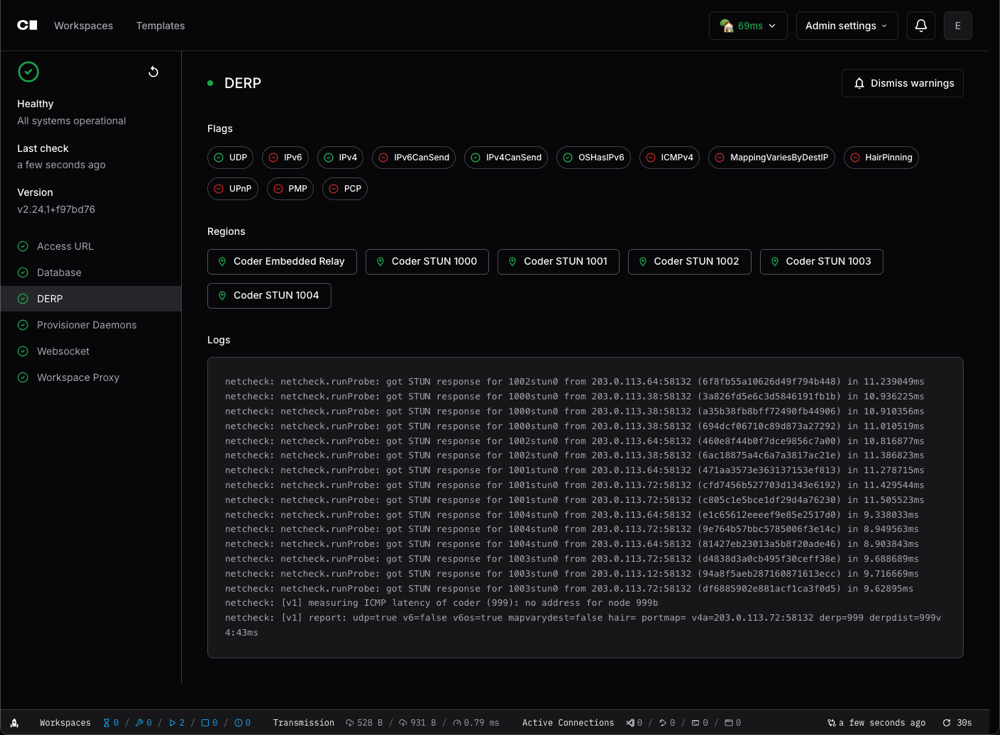 Workspaces Templates 69ms Admin settings E
Healthy
All systems operational
Last check
a few seconds ago
Version
v2.24.1+f97bd76
Access URL
Database
DERP
Provisioner Daemons
Websocket
Workspace Proxy
DERP Dismiss warnings
Flags
UDP IPv6 IPv4 IPv6CanSend IPv4CanSend OSHasIPv6 ICMPv4 MappingVariesByDestIP HairPinning
UPnP PMP PCP
Regions
Coder Embedded Relay Coder STUN 1000 Coder STUN 1001 Coder STUN 1002 Coder STUN 1003
Coder STUN 1004
Logs
netcheck: netcheck.runProbe: got STUN response for 1002stun0 from 203.0.113.64:58132 (6f8fb55a10626d49f794b448) in 11.239049ms
netcheck: netcheck.runProbe: got STUN response for 1000stun0 from 203.0.113.38:58132 (3a826fd5e6c3d5846191fb1b) in 10.936225ms
netcheck: netcheck.runProbe: got STUN response for 1000stun0 from 203.0.113.38:58132 (a35b38fb8bff72490fb44906) in 10.910356ms
netcheck: netcheck.runProbe: got STUN response for 1000stun0 from 203.0.113.38:58132 (694dcf06710c89d873a27292) in 11.010519ms
netcheck: netcheck.runProbe: got STUN response for 1002stun0 from 203.0.113.64:58132 (460e8f44b0f7dce9856c7a00) in 10.816877ms
netcheck: netcheck.runProbe: got STUN response for 1002stun0 from 203.0.113.38:58132 (6ac18875a4c6a7a3817ac21e) in 11.386823ms
netcheck: netcheck.runProbe: got STUN response for 1001stun0 from 203.0.113.64:58132 (471aa3573e363137153ef813) in 11.278715ms
netcheck: netcheck.runProbe: got STUN response for 1001stun0 from 203.0.113.72:58132 (cfd7456b527703d1343e6192) in 11.429544ms
netcheck: netcheck.runProbe: got STUN response for 1001stun0 from 203.0.113.72:58132 (c805c1e5bce1df29d4a76230) in 11.505523ms
netcheck: netcheck.runProbe: got STUN response for 1004stun0 from 203.0.113.64:58132 (e1c65612eeeef9e85e2517d0) in 9.338033ms
netcheck: netcheck.runProbe: got STUN response for 1004stun0 from 203.0.113.72:58132 (9e764b57bbc5785006f3e14c) in 8.949563ms
netcheck: netcheck.runProbe: got STUN response for 1004stun0 from 203.0.113.64:58132 (81427eb23013a5b8f20ade46) in 8.903843ms
netcheck: netcheck.runProbe: got STUN response for 1003stun0 from 203.0.113.72:58132 (d4838d3a0cb495f30ceff38e) in 9.688689ms
netcheck: netcheck.runProbe: got STUN response for 1003stun0 from 203.0.113.12:58132 (94a8f5aeb287160871613ecc) in 9.716669ms
netcheck: netcheck.runProbe: got STUN response for 1003stun0 from 203.0.113.72:58132 (df6885902e881acf1ca3f0d5) in 9.62895ms
netcheck: [v1] measuring ICMP latency of coder (999): no address for node 999b
netcheck: [v1] report: udp=true v6=false v6os=true mapvarydest=false hair= portmap= v4a=203.0.113.72:58132 derp=999 derpdist=999v
4:43ms
Workspaces 0 / 0 / 2 / 0 / 0 Transmission 528 B / 931 B / 0.79 ms Active Connections 0 / 0 / 0 / 0 a few seconds ago 30s